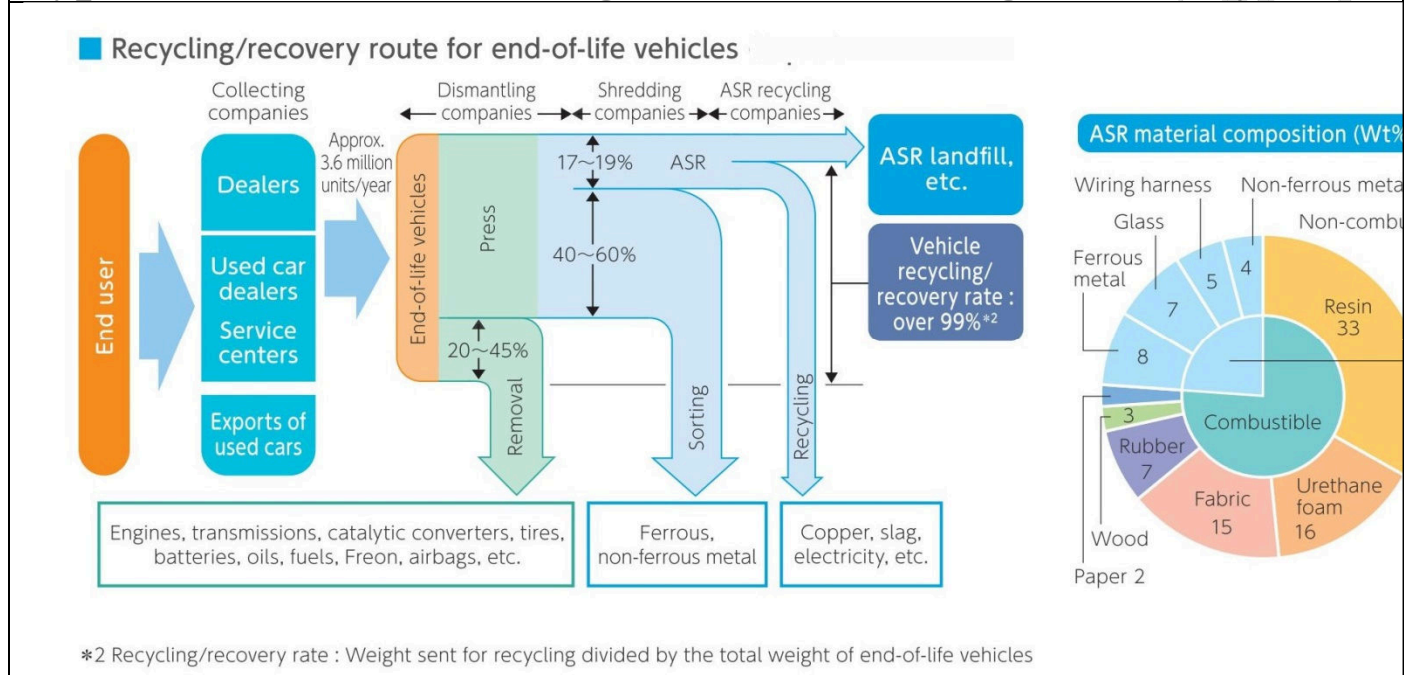 Recycling/recovery route for end-of-life vehicles
Collecting
companies
Dismantling
companies
Shredding
companies
ASR recycling
companies
End user
Dealers
Used car
dealers
Service
centers
Exports of
used cars
Approx.
3.6 million
units/year
End-of-life vehicles
Press
17～19%
ASR
40～60%
20～45%
Removal
Sorting
Recycling
ASR landfill,
etc.
Vehicle
recycling/
recovery rate :
over 99%*2
Engines, transmissions, catalytic converters, tires,
batteries, oils, fuels, Freon, airbags, etc.
Ferrous,
non-ferrous metal
Copper, slag,
electricity, etc.
ASR material composition (Wt%
Wiring harness
Non-ferrous meta
Glass
Non-combu
Ferrous
metal
4
5
7
8
Resin
33
Combustible
3
Rubber
7
Fabric
15
Urethane
foam
16
Wood
Paper 2
*2 Recycling/recovery rate : Weight sent for recycling divided by the total weight of end-of-life vehicles